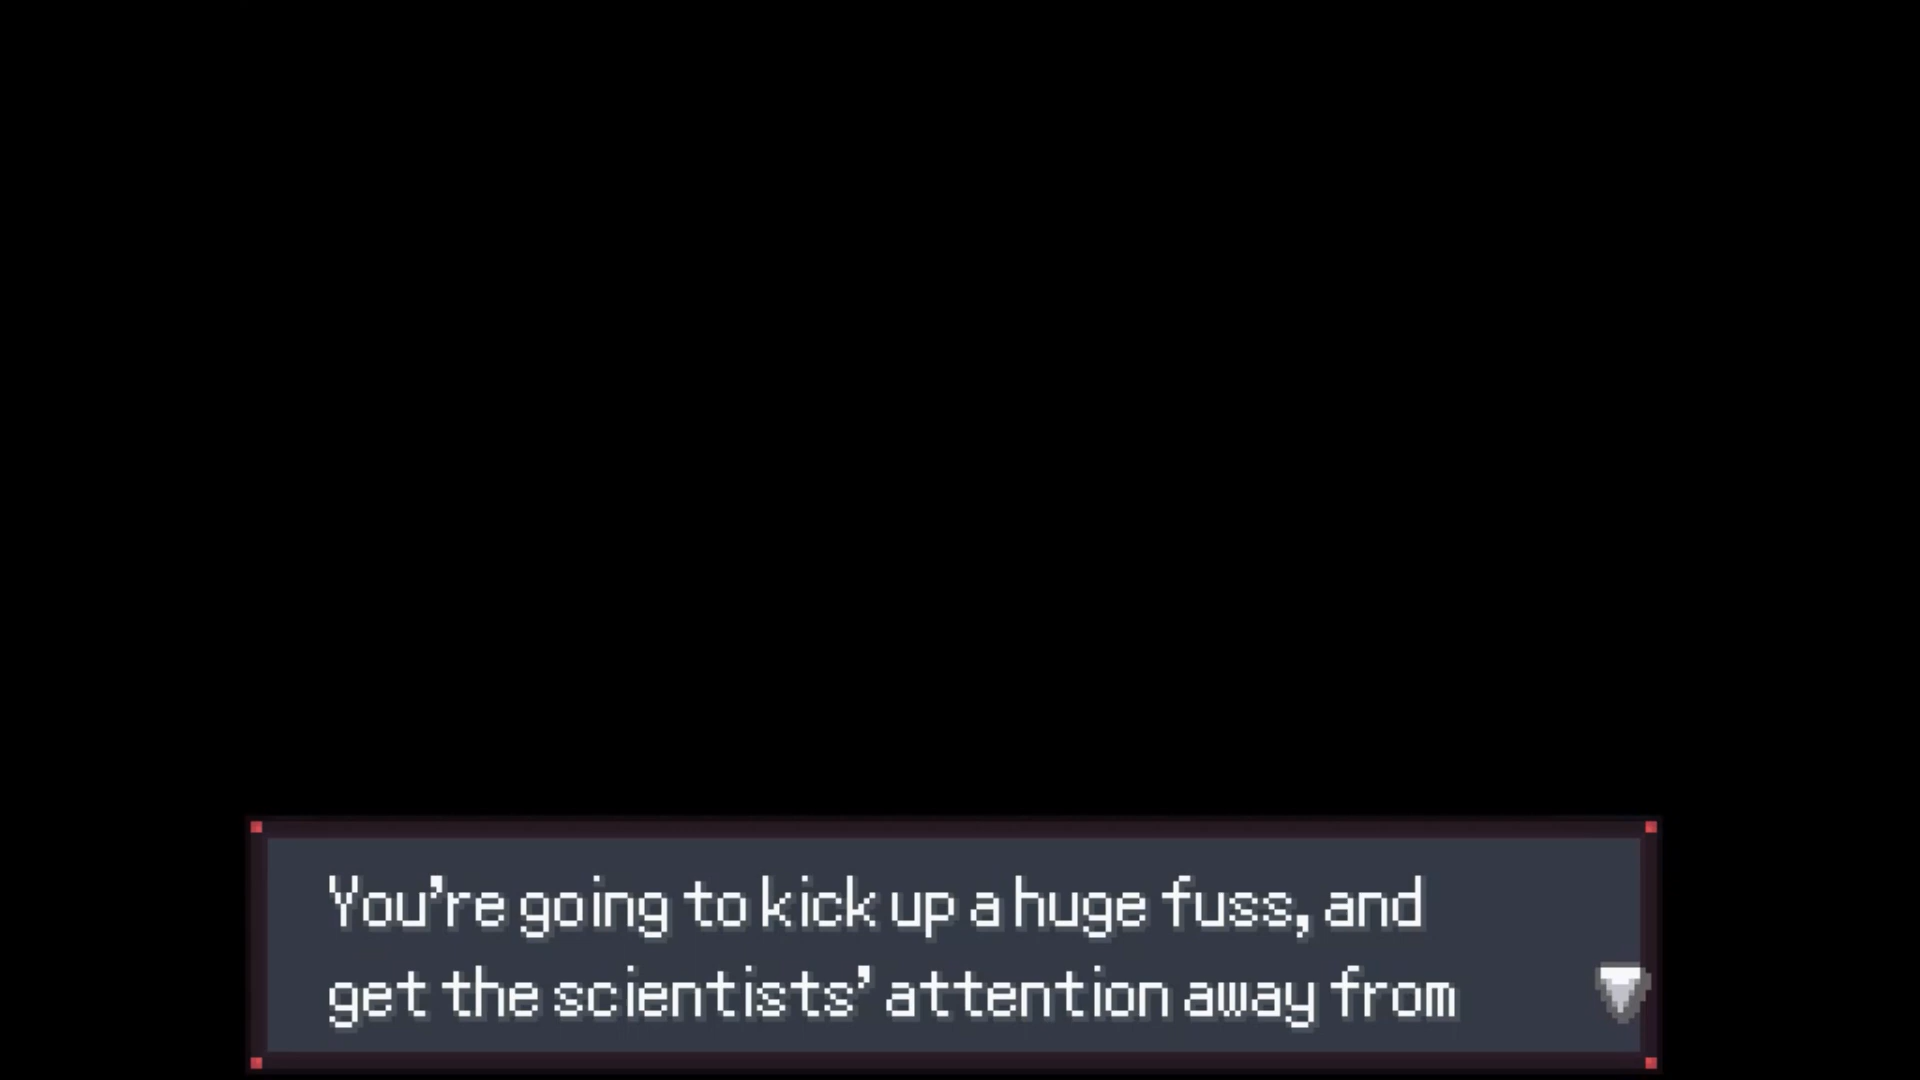 You're going to kick up a huge fuss, and
get the scientists' attention away from